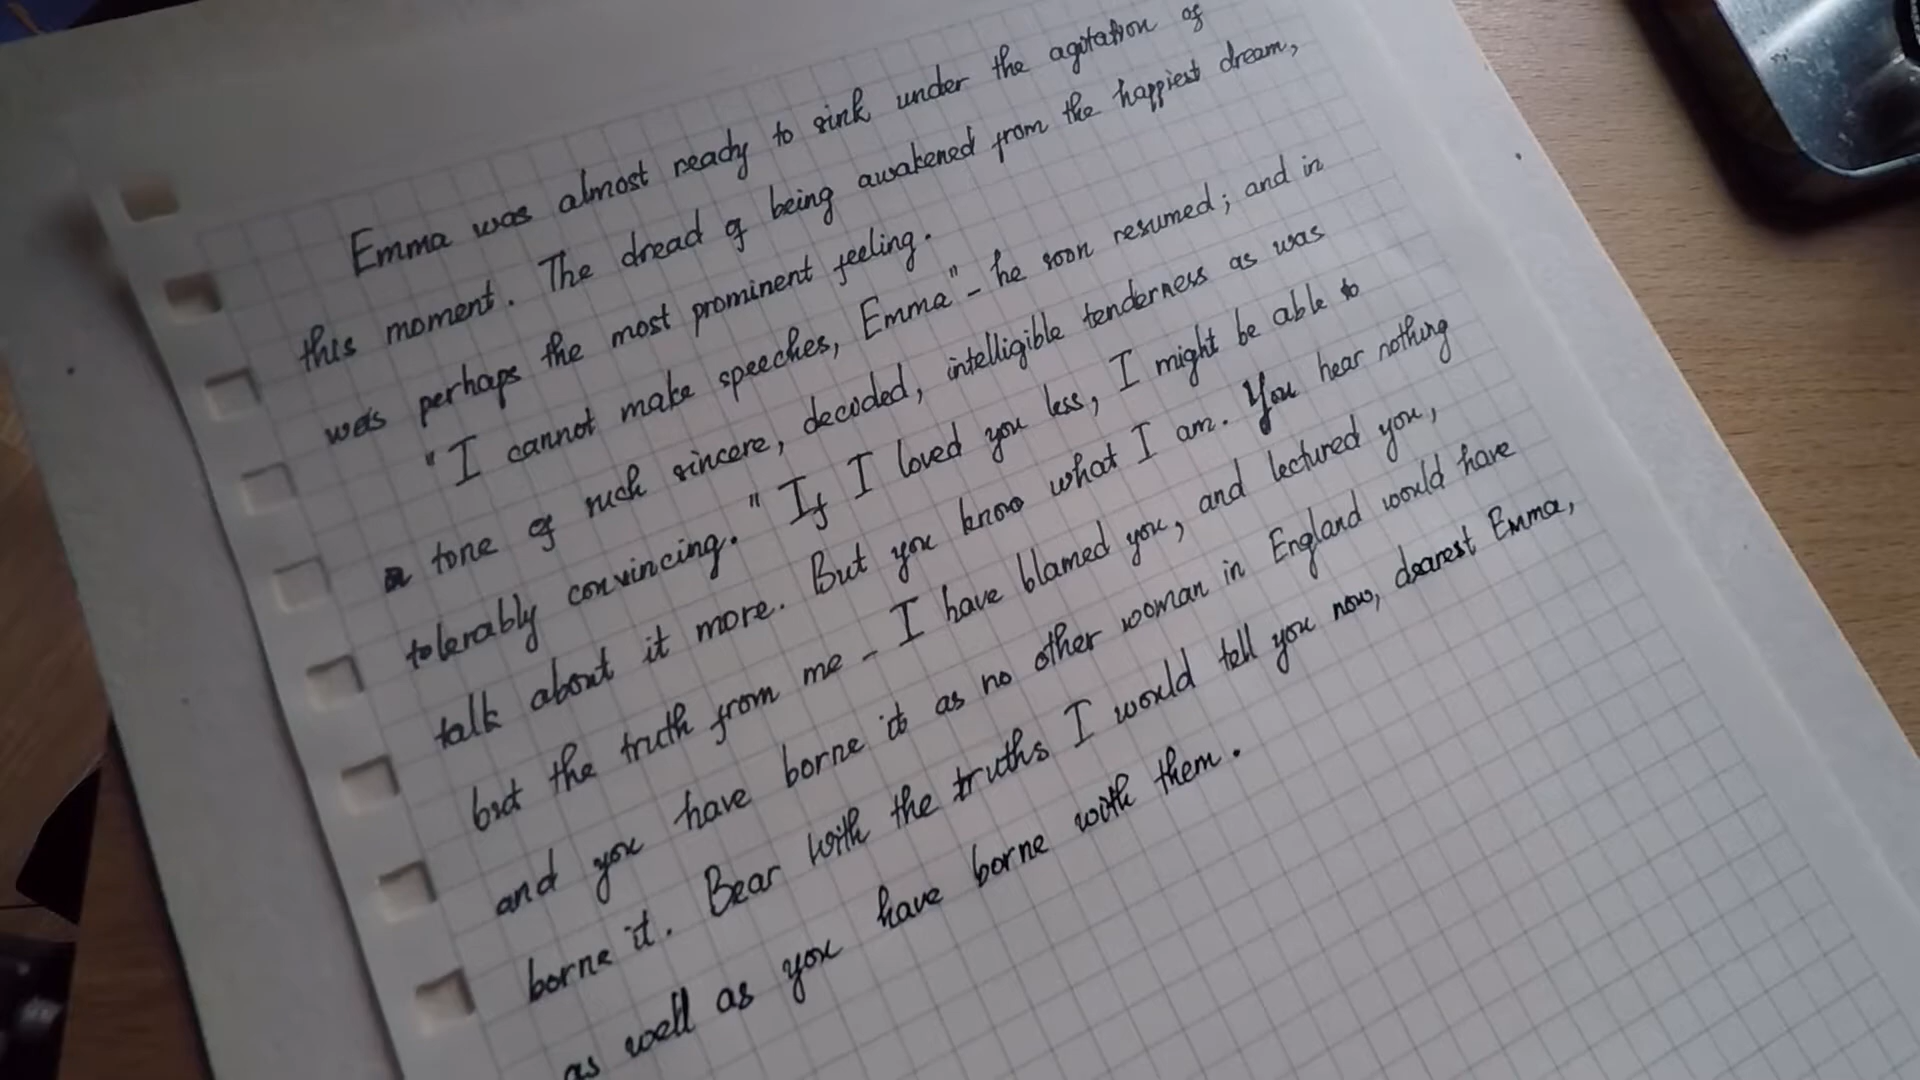 Emma was almost ready to sink under the agitation of
this moment. The dread of being awakened from the happiest dream,
was perhaps the most prominent feeling.
"I cannot make speeches, Emma" - he soon resumed; and in
a tone of such sincere, decoded, intelligible tenderness as was
tolerably convincing. "If I loved you less, I might be able to
talk about it more. But you know what I am. You hear nothing
but the truth from me - I have blamed you, and lectured you,
and you have borne it as no other woman in England would have
borne it. Bear with the truths I would tell you now, dearest Emma,
as well as you have borne with them.